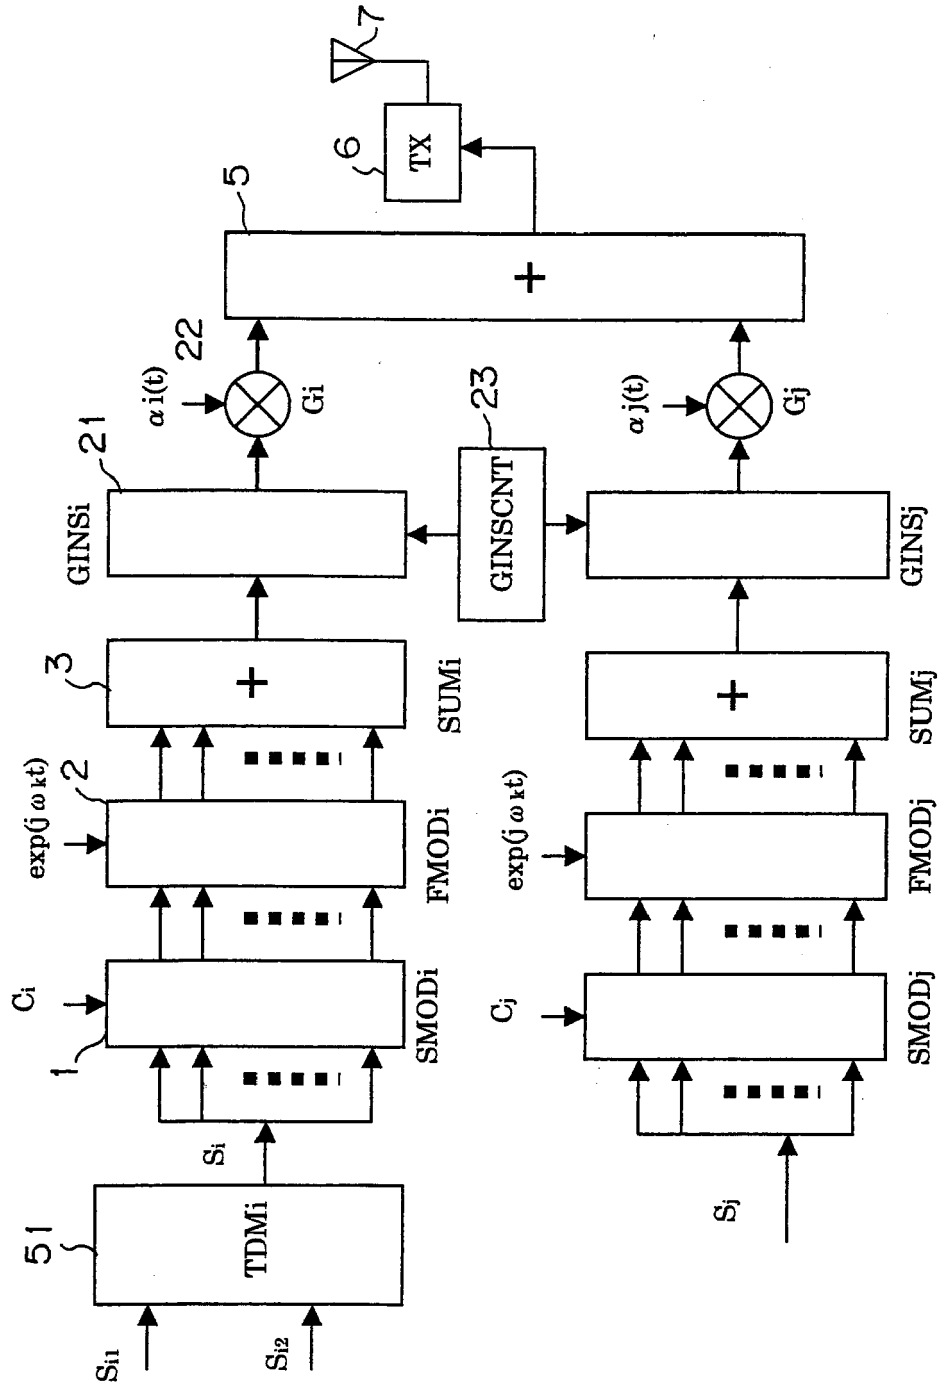 51
TDMi
Si1
Si2
Si
1
Ci
SMODi
exp(j ω kt)
2
FMODi
3
+
SUMi
GINSi
21
α i(t)
22
Gi
5
+
6
TX
7
23
GINSCNT
Sj
Cj
SMODj
exp(j ω kt)
FMODj
+
SUMj
GINSj
α j(t)
Gj